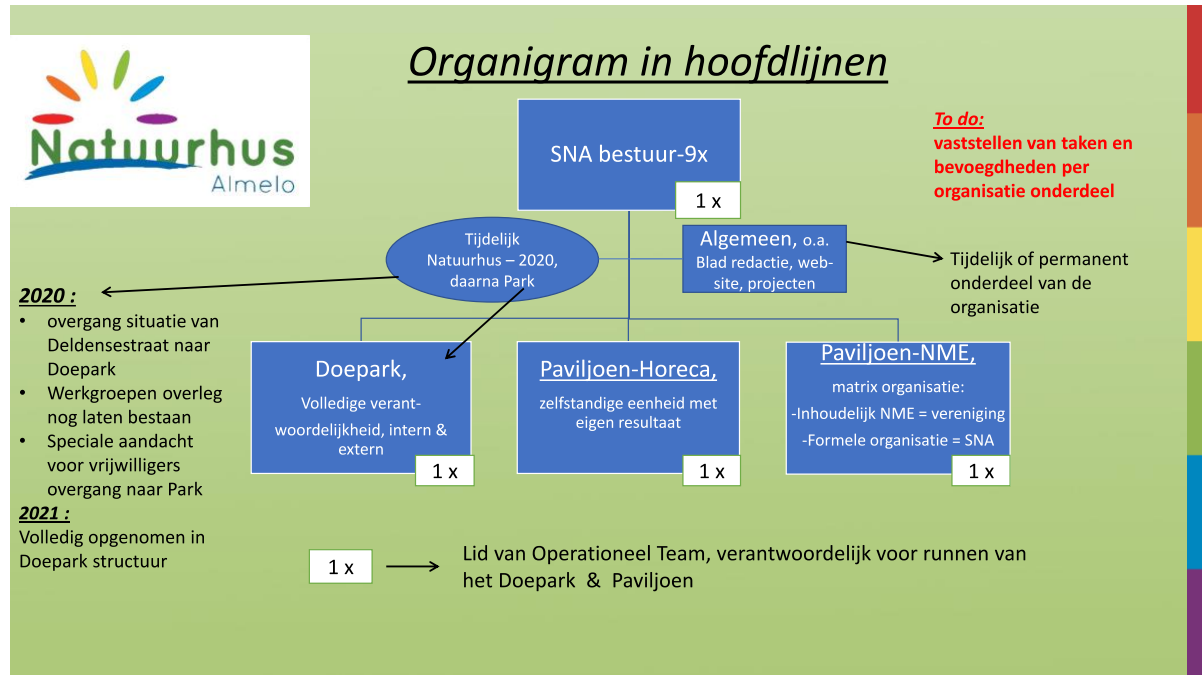 Organigram in hoofdlijnen
Natuurhus
Almelo
SNA bestuur-9x
1 x
To do:
vaststellen van taken en
bevoegdheden per
organisatie onderdeel
Tijdelijk
Natuurhus – 2020,
daarna Park
Algemeen, o.a.
Blad redactie, web-
site, projecten
Tijdelijk of permanent
onderdeel van de
organisatie
2020 :
• overgang situatie van
Deldensestraat naar
Doepark
• Werkgroepen overleg
nog laten bestaan
• Speciale aandacht
voor vrijwilligers
overgang naar Park
2021 :
Volledig opgenomen in
Doepark structuur
Doepark,
Volledige verant-
woordelijkheid, intern &
extern
1 x
Paviljoen-Horeca,
zelfstandige eenheid met
eigen resultaat
1 x
Paviljoen-NME,
matrix organisatie:
-Inhoudelijk NME = vereniging
-Formele organisatie = SNA
1 x
1 x
Lid van Operationeel Team, verantwoordelijk voor runnen van
het Doepark & Paviljoen